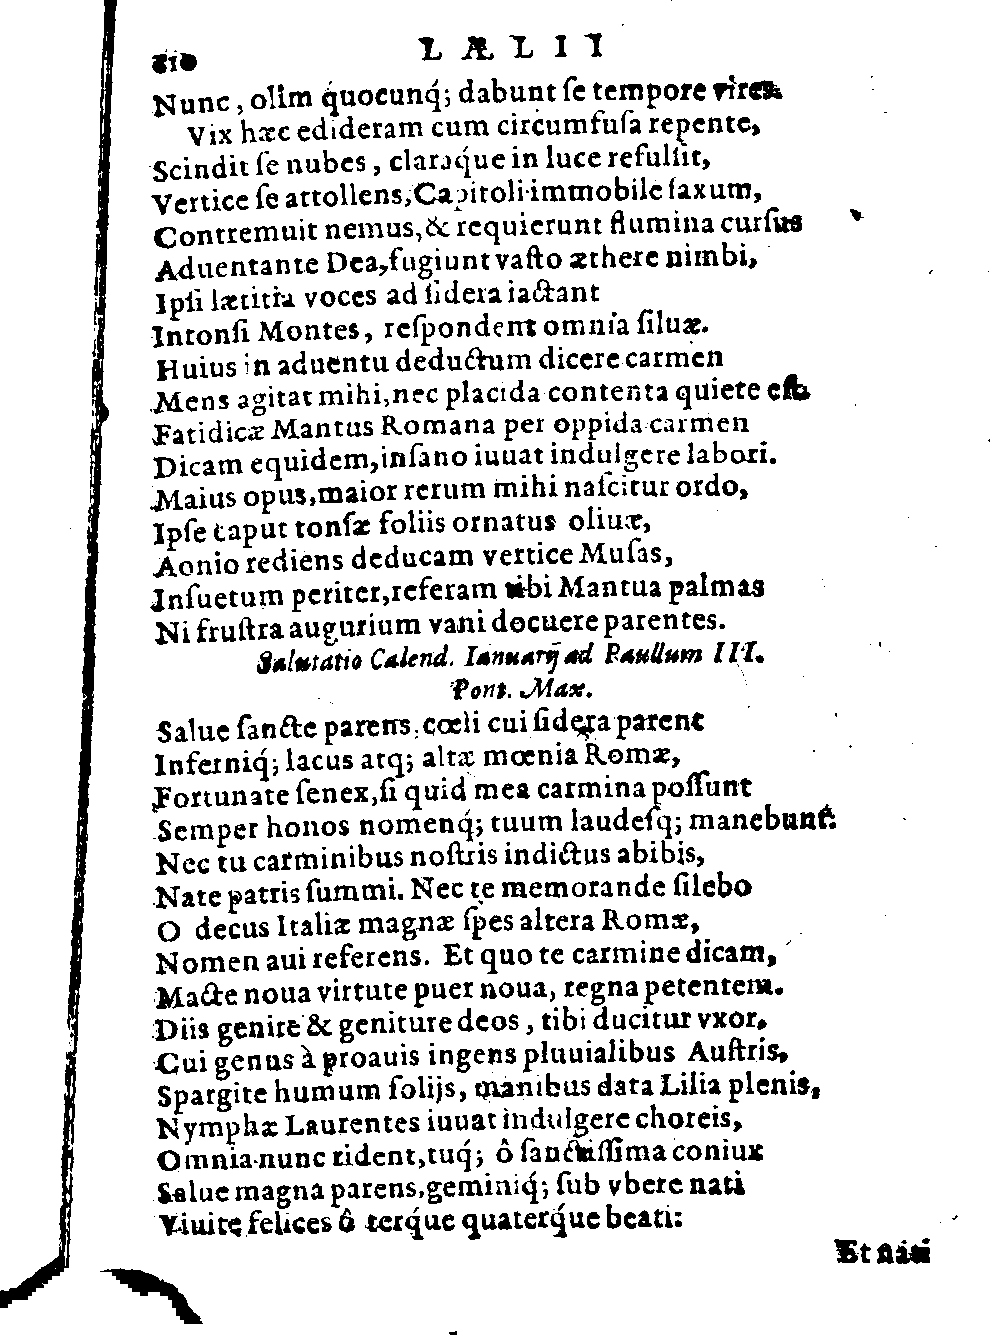 210 LÆLII
Nunc, olim quocunq́; dabunt ſe tempore vires.
Vix hæc edideram cum circumfuſa repente,
Scindit ſe nubes, claraq́ue in luce refulſit,
Vertice ſe attollens, Capitoli immobile ſaxum,
Contremuit nemus, & requierunt flumina curſus
Aduentante Dea, fugiunt vaſto æthere nimbi,
Ipſi lætitia voces ad ſidera iactant
Intonſi Montes, reſpondent omnia ſiluæ.
Huius in aduentu deductum dicere carmen
Mens agitat mihi, nec placida contenta quiete eſt.
Fatidicæ Mantus Romana per oppida carmen
Dicam equidem, inſano iuuat indulgere labori.
Maius opus, maior rerum mihi naſcitur ordo,
Ipſe caput tonſæ foliis ornatus oliuæ,
Aonio rediens deducam vertice Muſas,
Inſuetum periter, referam tibi Mantua palmas
Ni fruſtra augurium vani docuere parentes.
Salutatio Calend. Ianuarij ad Paullum III.
Pont. Max.
Salue ſancte parens, cœli cui ſidera parent
Inferniq́; lacus atq; altæ mœnia Romæ,
Fortunate ſenex, ſi quid mea carmina poſſunt
Semper honos nomenq́; tuum laudeſq; manebunt.
Nec tu carminibus noſtris indictus abibis,
Nate patris ſummi. Nec te memorande ſilebo
O decus Italiæ magnæ ſpes altera Romæ,
Nomen aui referens. Et quo te carmine dicam,
Macte noua virtute puer noua, regna petentem.
Diis genite & geniture deos, tibi ducitur vxor,
Cui genus à proauis ingens pluuialibus Auſtris,
Spargite humum folijs, manibus data Lilia plenis,
Nymphæ Laurentes iuuat indulgere choreis,
Omnia nunc rident, tuq́; ô ſanctiſſima coniux
Salue magna parens, geminiq́; ſub vbere nati
Viuite felices ô terq́ue quaterq́ue beati:
Et